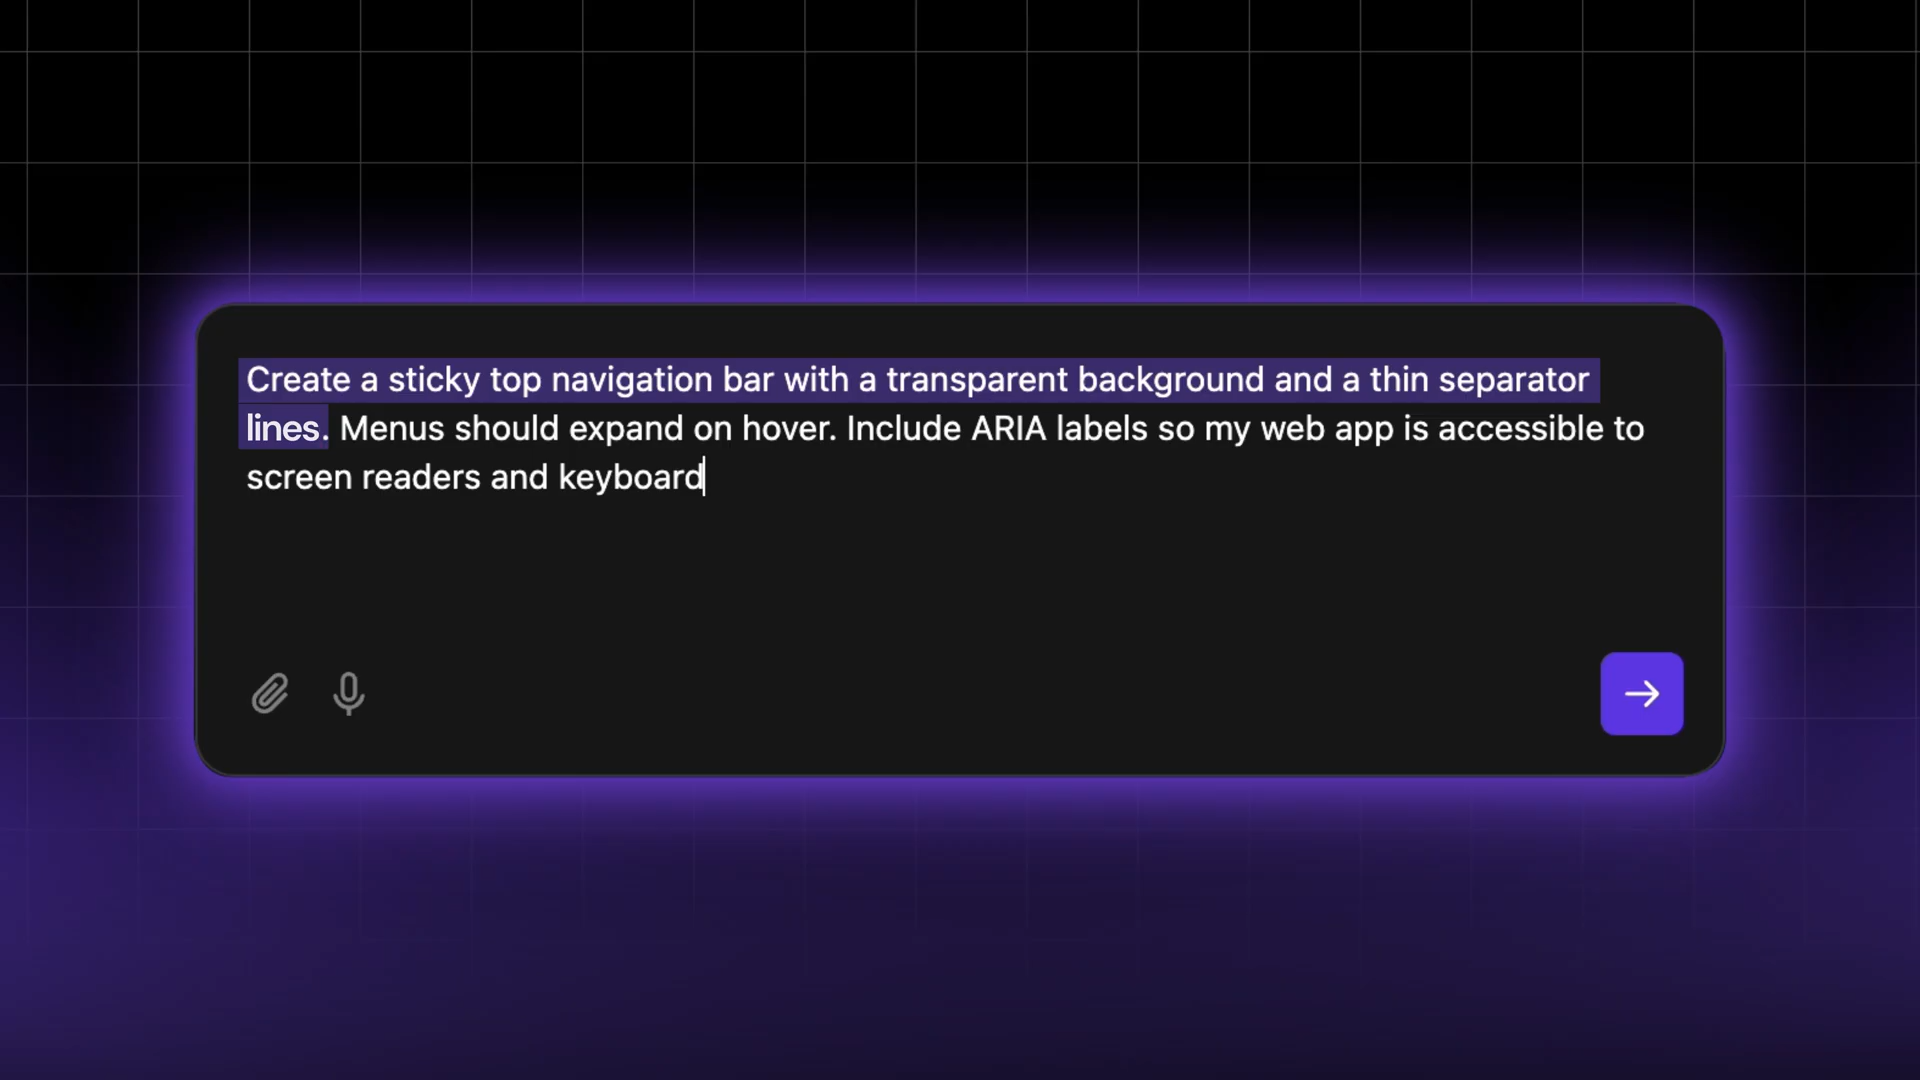 Create a sticky top navigation bar with a transparent background and a thin separator
lines. Menus should expand on hover. Include ARIA labels so my web app is accessible to
screen readers and keyboard